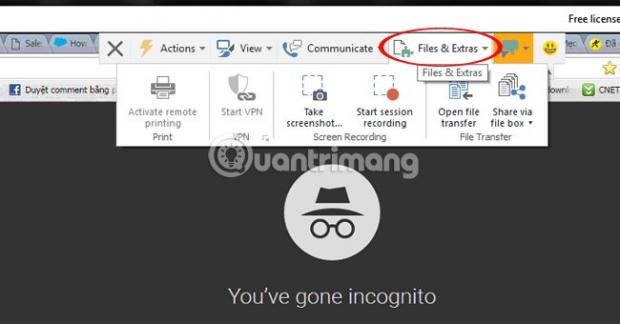 Free license
Sale
How
Actions
View
Communicate
Files & Extras
Đã
Files & Extras
Duyệt comment bằng
CNET
Activate remote
printing
Start VPN
Take
screenshot...
Start session
recording
Open file
transfer
Share via
file box
Print
VPN
Screen Recording
File Transfer
Quantrimang
You've gone incognito